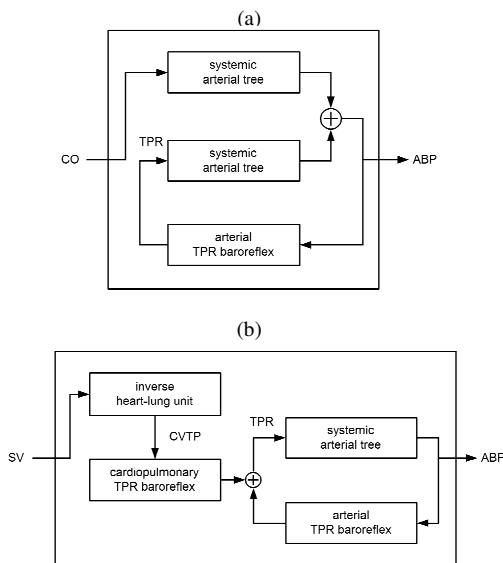 (a)
systemic
arterial tree
TPR
systemic
arterial tree
CO
ABP
arterial
TPR baroreflex
(b)
inverse
heart-lung unit
CVTP
TPR
systemic
arterial tree
SV
cardiopulmonary
TPR baroreflex
ABP
arterial
TPR baroreflex